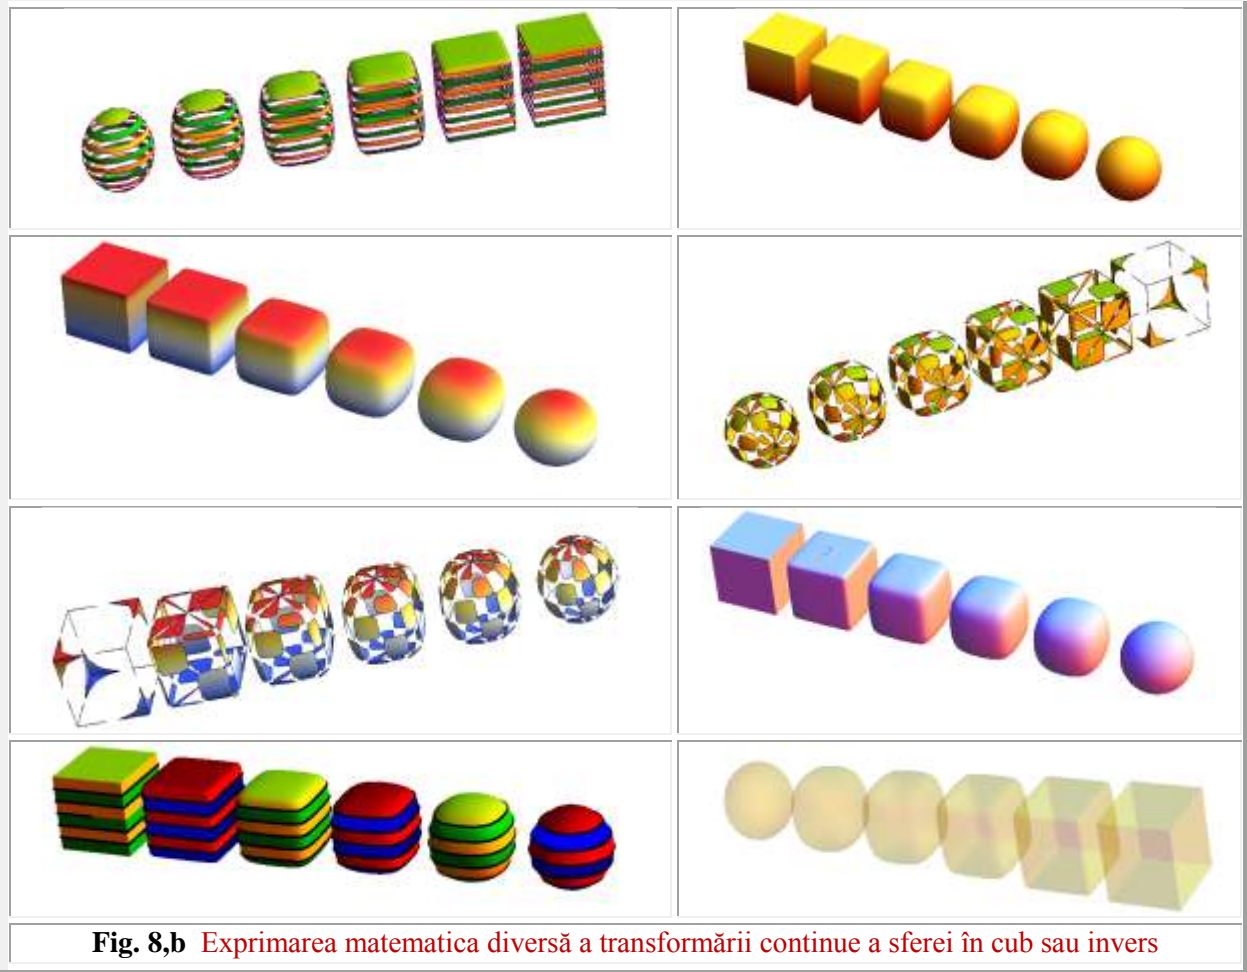 Fig. 8,b Exprimarea matematica diversă a transformării continue a sferei în cub sau invers